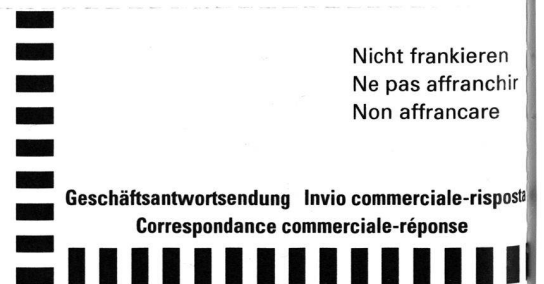 Nicht frankieren
Ne pas affranchir
Non affrancare
Geschäftsantwortsendung Invio commerciale-risposta
Correspondance commerciale-réponse